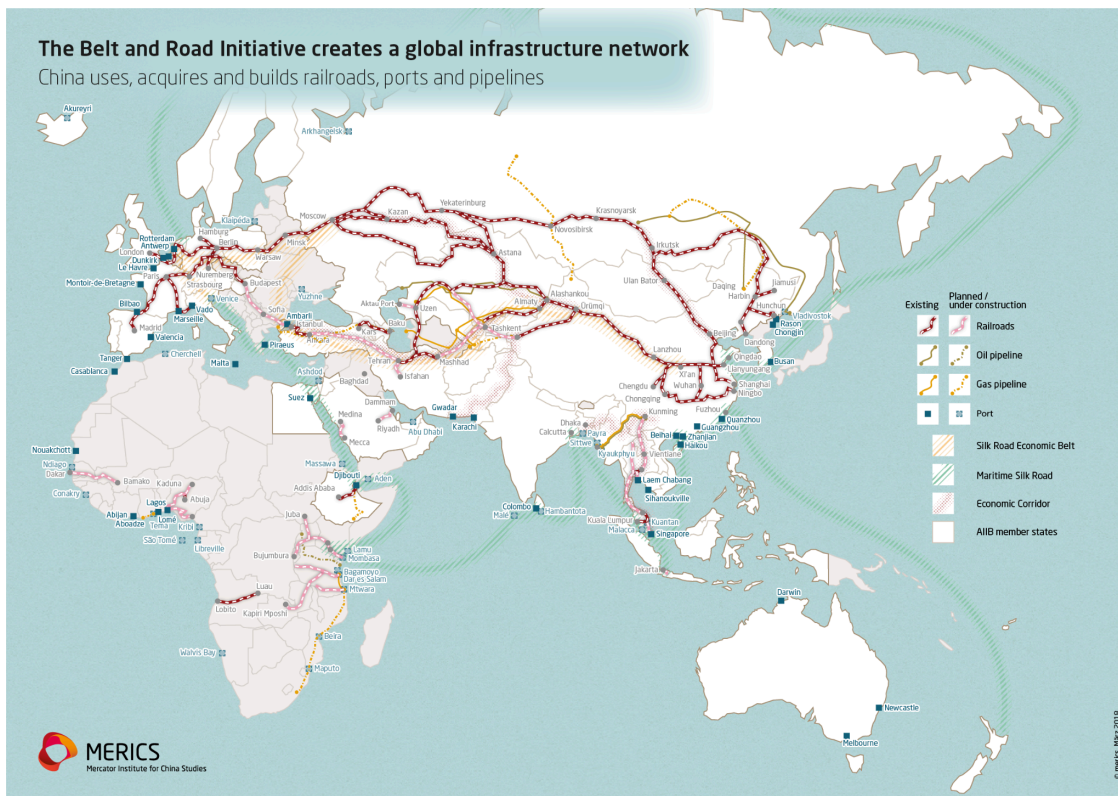 The Belt and Road Initiative creates a global infrastructure network
China uses, acquires and builds railroads, ports and pipelines
Akureyri
Arkhangelsk
Klaipėda
Hamburg
Rotterdam
Antwerp
Berlin
London
Dunkirk
Le Havre
Warsaw
Minsk
Moscow
Kazan
Yekaterinburg
Novosibirsk
Krasnoyarsk
Irkutsk
Astana
Ulan Bator
Paris
Montoir-de-Bretagne
Nuremberg
Strasbourg
Budapest
Venice
Yuzhne
Bilbao
Vado
Marseille
Madrid
Valencia
Sofia
Ambarli
Istanbul
Ankara
Kars
Baku
Aktau Port
Uzen
Almaty
Alashankou
Ürümqi
Tashkent
Daqing
Harbin
Jiamusi
Hunchun
Vladyvostok
Rason
Chongjin
Dandong
Beijing
Busan
Qingdao
Lianyungang
Lanzhou
Xi'an
Wuhan
Shanghai
Ningbo
Chengdu
Chongqing
Tanger
Casablanca
Cherchell
Malta
Piraeus
Tehran
Mashhad
Isfahan
Ashdod
Baghdad
Suez
Dammam
Medina
Riyadh
Mecca
Abu Dhabi
Gwadar
Karachi
Dhaka
Calcutta
Payra
Sittwe
Kyaukphyu
Kunming
Fuzhou
Quanzhou
Guangzhou
Beihai
Zhanjian
Haikou
Vientiane
Laem Chabang
Sihanoukville
Nouakchott
Ndiago
Dakar
Bamako
Conakry
Kaduna
Abuja
Lagos
Abijan
Lomé
Aboadze
Tema
Kribi
São Tomé
Libreville
Massawa
Aden
Djibouti
Addis Ababa
Juba
Colombo
Hambantota
Malé
Kuala Lumpur
Kuantan
Malacca
Singapore
Jakarta
Bujumbura
Lamu
Mombasa
Bagamoyo
Dar es Salam
Mtwara
Luau
Lobito
Kapiri Mposhi
Beira
Walvis Bay
Maputo
Darwin
Newcastle
Melbourne
Existing
Planned /
under construction
Railroads
Oil pipeline
Gas pipeline
Port
Silk Road Economic Belt
Maritime Silk Road
Economic Corridor
AIIB member states
MERICS
Mercator Institute for China Studies
© merics, März 2018